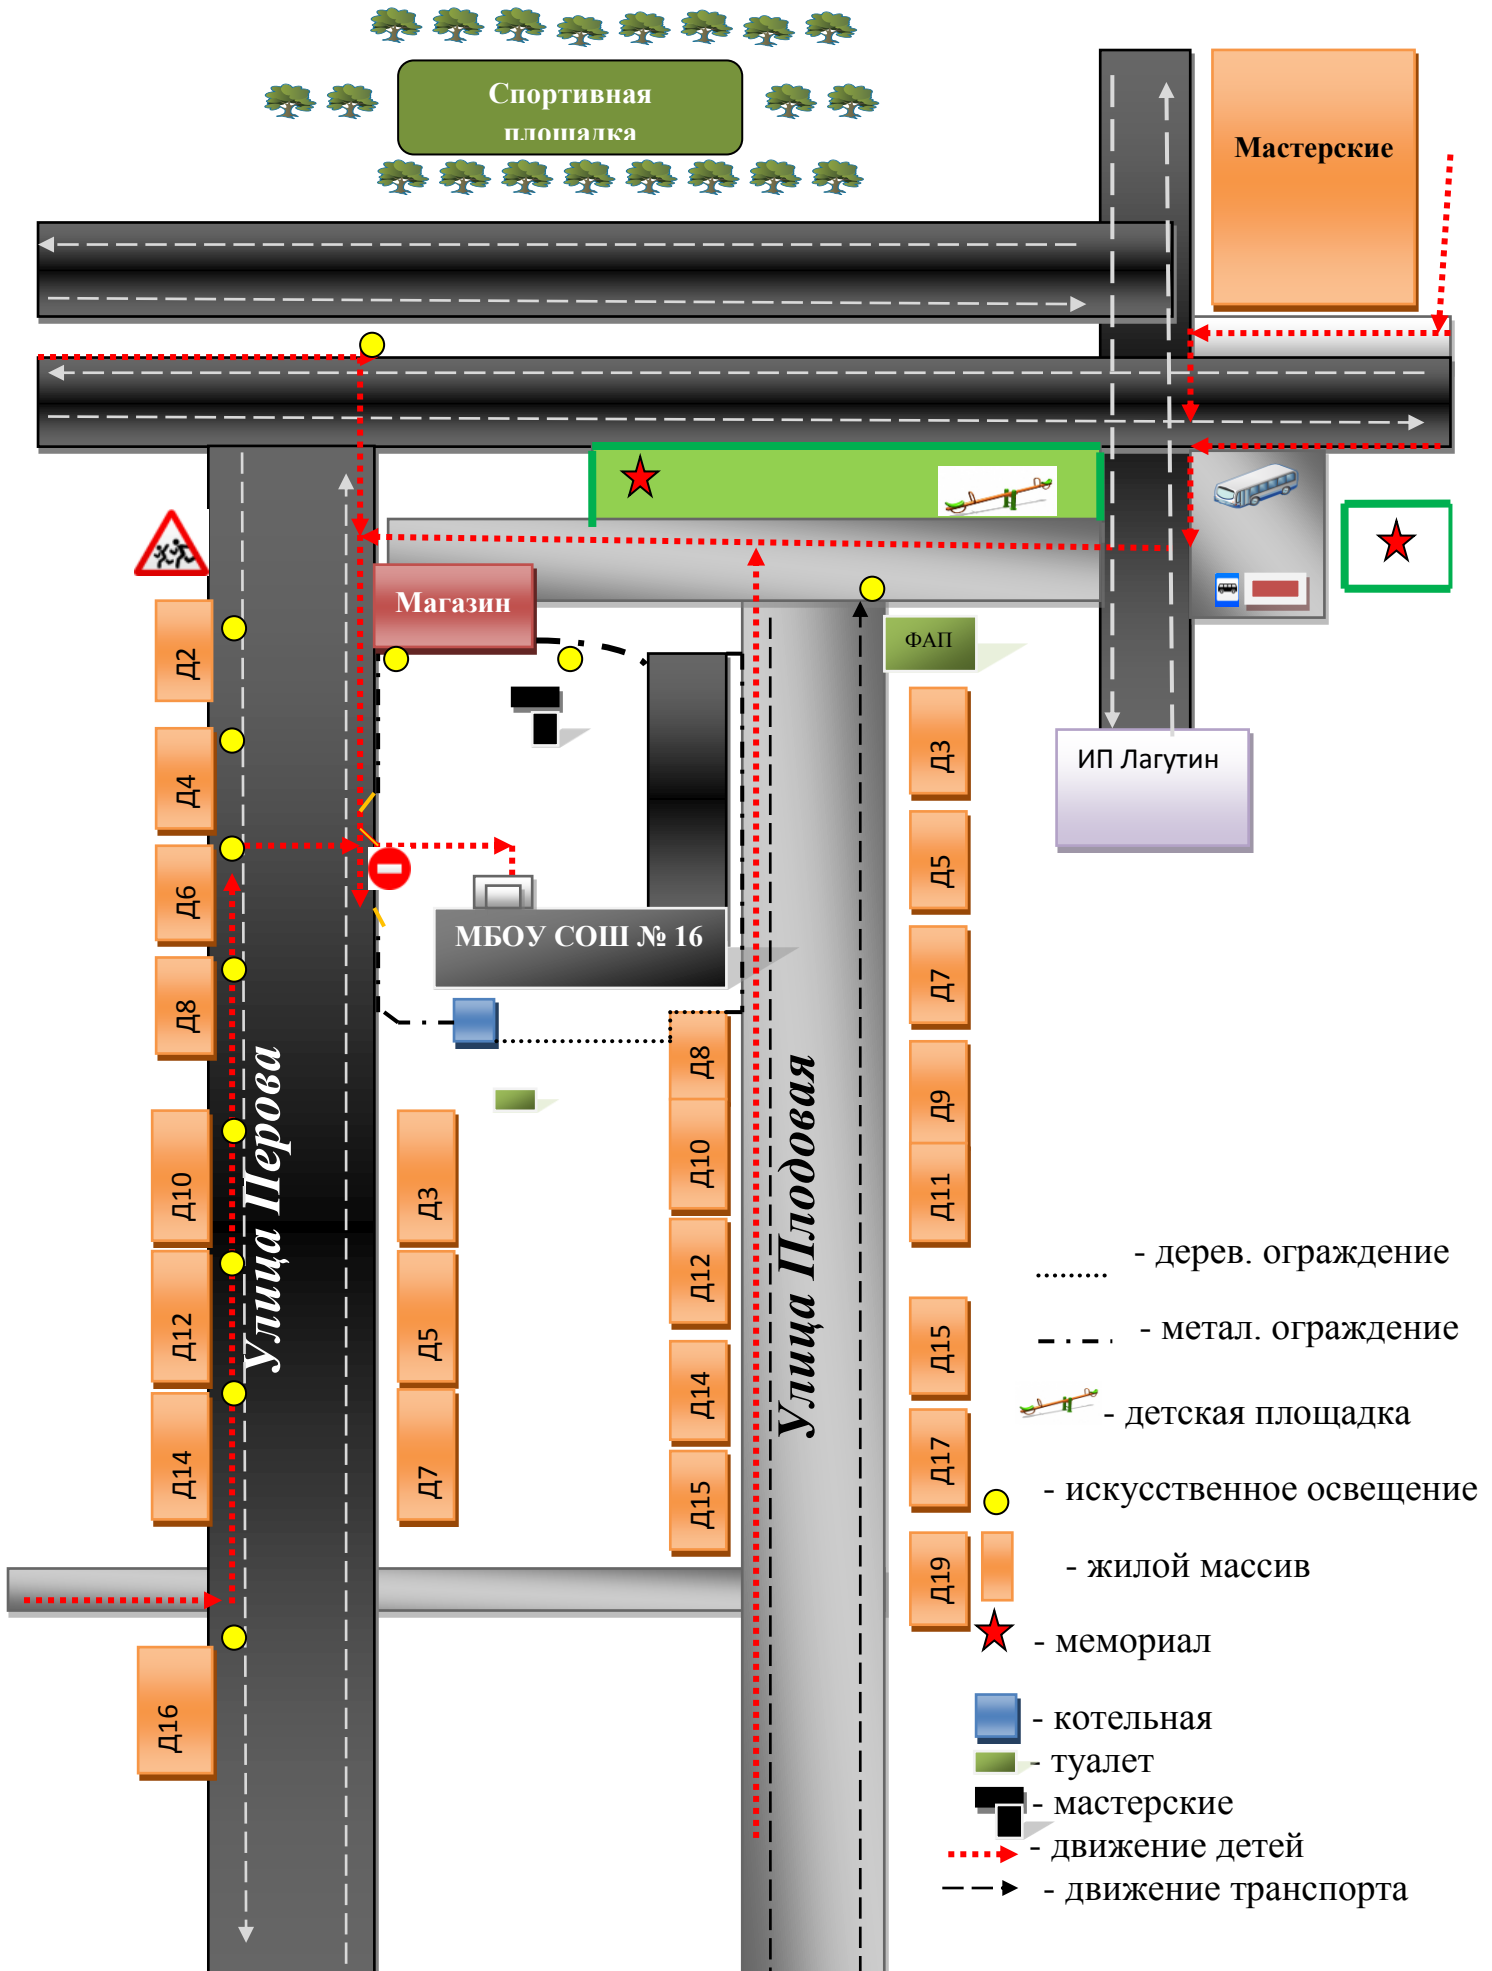 Спортивная
площадка
Мастерские
Магазин
ФАП
ИП Лагутин
МБОУ СОШ № 16
Д2
Д4
Д6
Д8
Д10
Д12
Д14
Д16
Улица Перова
Д3
Д5
Д7
Д8
Д10
Д12
Д14
Д15
Улица Плодовая
Д3
Д5
Д7
Д9
Д11
Д15
Д17
Д19
- дерев. ограждение
- метал. ограждение
- детская площадка
- искусственное освещение
- жилой массив
- мемориал
- котельная
- туалет
- мастерские
- движение детей
- движение транспорта